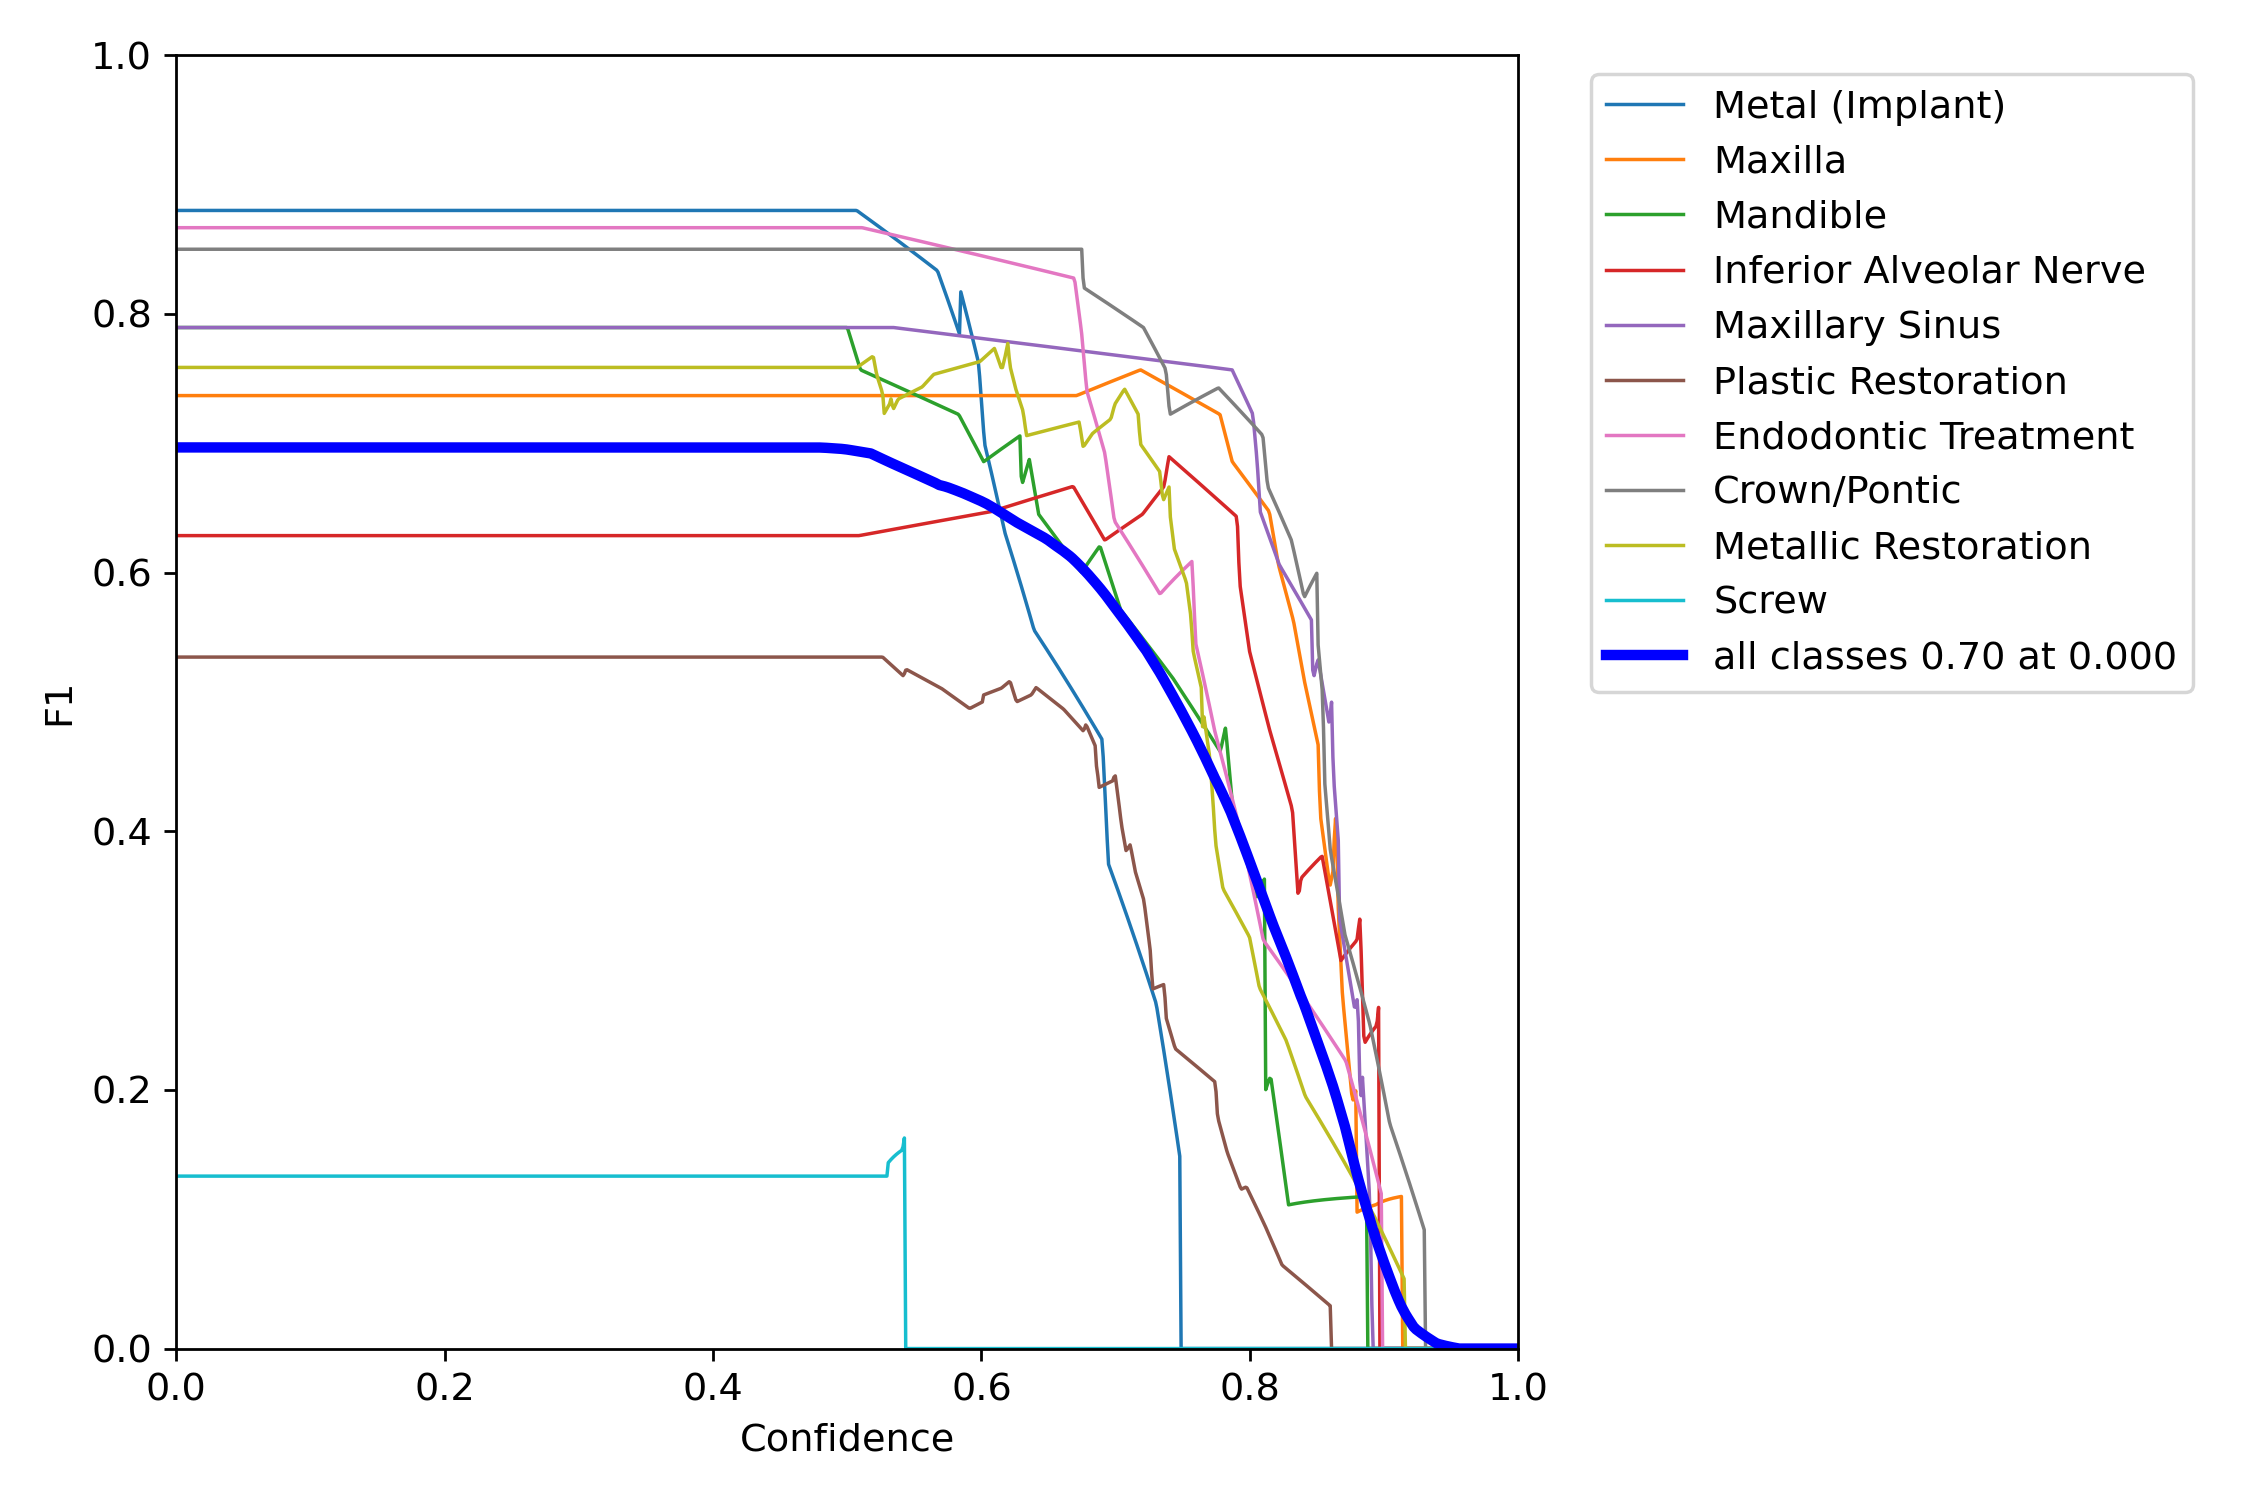 1.0
0.8
0.6
0.4
0.2
0.0
F1
0.0 0.2 0.4 0.6 0.8 1.0
Confidence
Metal (Implant)
Maxilla
Mandible
Inferior Alveolar Nerve
Maxillary Sinus
Plastic Restoration
Endodontic Treatment
Crown/Pontic
Metallic Restoration
Screw
all classes 0.70 at 0.000